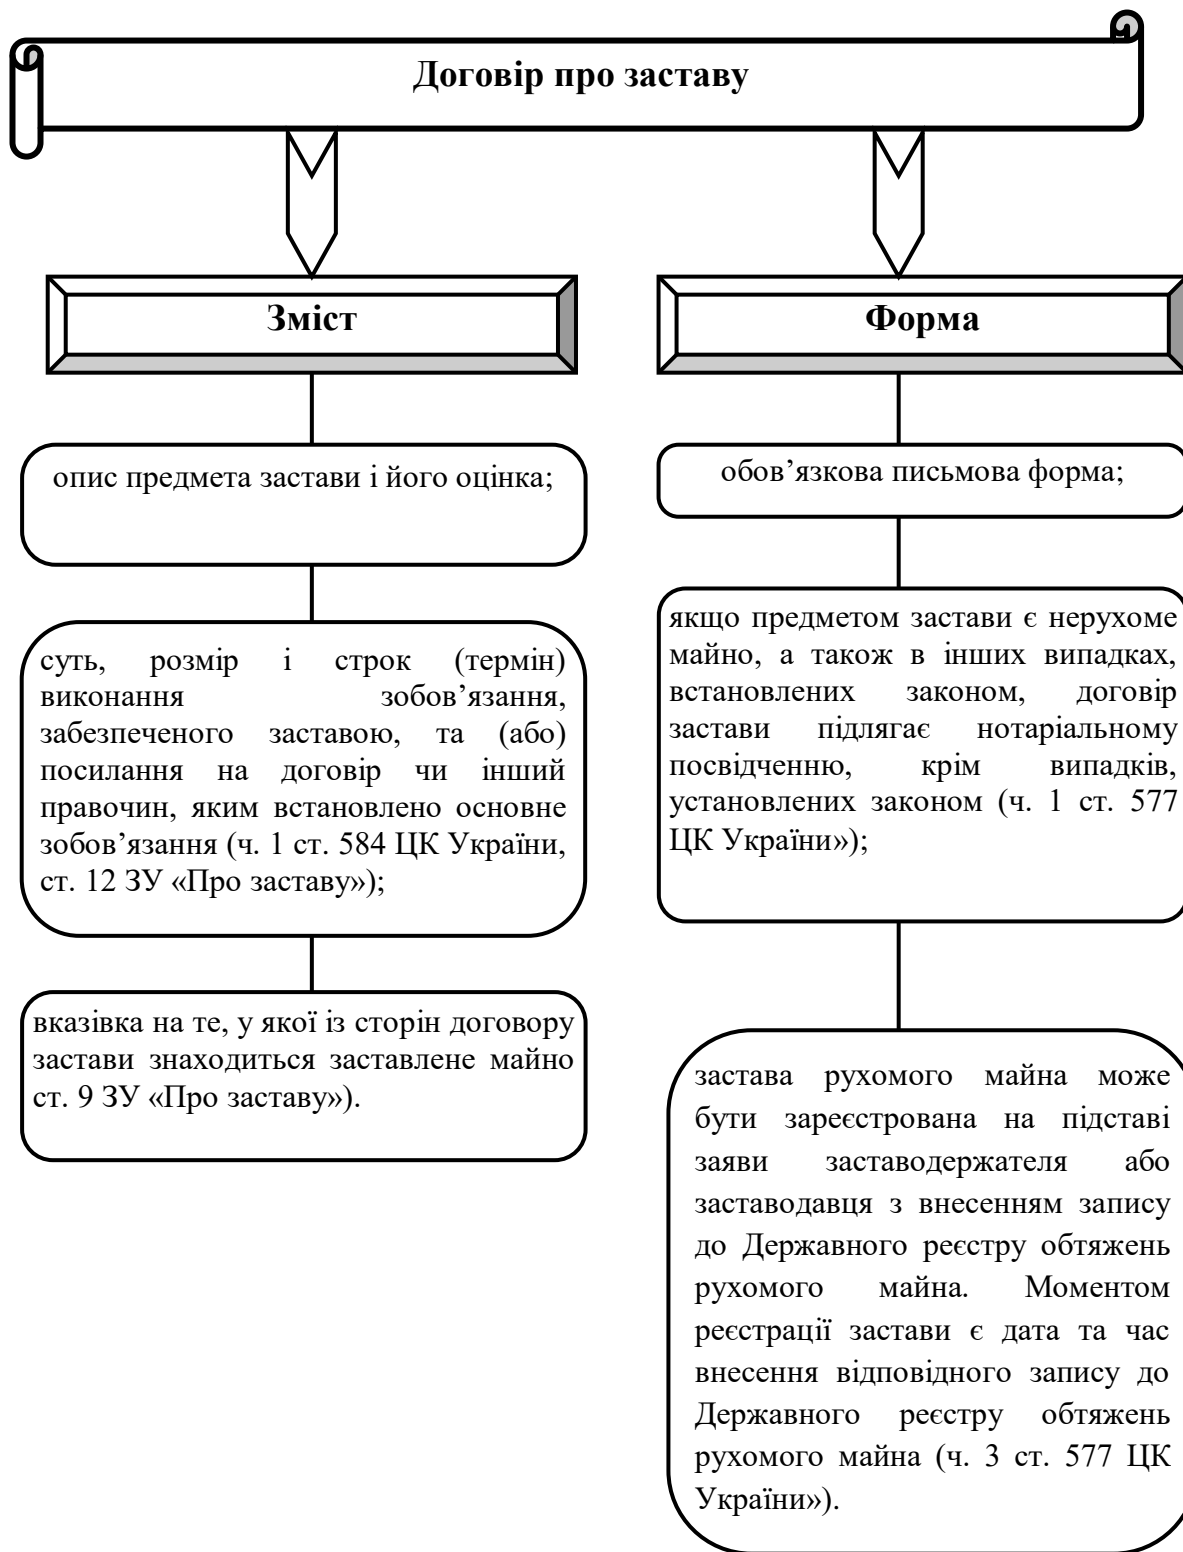 Договір про заставу
Зміст
опис предмета застави і його оцінка;
суть, розмір і строк (термін)
виконання зобов’язання,
забезпеченого заставою, та (або)
посилання на договір чи інший
правочин, яким встановлено основне
зобов’язання (ч. 1 ст. 584 ЦК України,
ст. 12 ЗУ «Про заставу»);
вказівка на те, у якої із сторін договору
застави знаходиться заставлене майно
ст. 9 ЗУ «Про заставу»).
Форма
обов’язкова письмова форма;
якщо предметом застави є нерухоме
майно, а також в інших випадках,
встановлених законом, договір
застави підлягає нотаріальному
посвідченню, крім випадків,
установлених законом (ч. 1 ст. 577
ЦК України»);
застава рухомого майна може
бути зареєстрована на підставі
заяви заставодержателя або
заставодавця з внесенням запису
до Державного реєстру обтяжень
рухомого майна. Моментом
реєстрації застави є дата та час
внесення відповідного запису до
Державного реєстру обтяжень
рухомого майна (ч. 3 ст. 577 ЦК
України»).